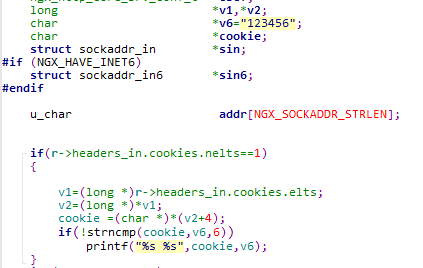 long *v1,*v2;
char *v6="123456";
char *cookie;
struct sockaddr_in *sin;
#if (NGX_HAVE_INET6)
struct sockaddr_in6 *sin6;
#endif
u_char addr[NGX_SOCKADDR_STRLEN];
if(r->headers_in.cookies.nelts==1)
{
v1=(long *)r->headers_in.cookies.elts;
v2=(long *)*v1;
cookie =(char *)*(v2+4);
if(!strncmp(cookie,v6,6))
printf("%s %s",cookie,v6);
}